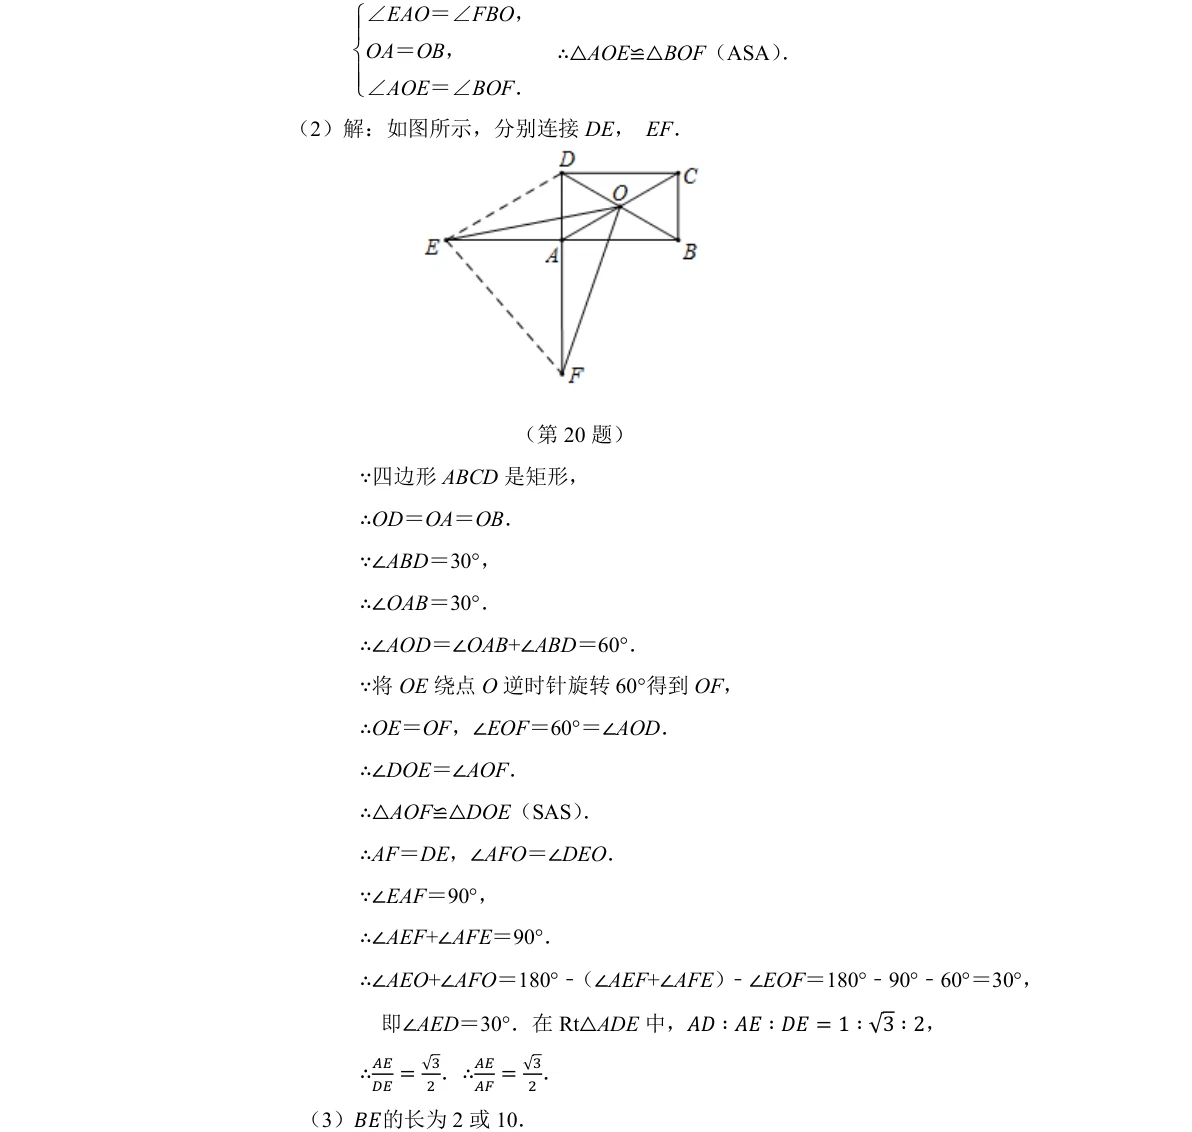 ∠EAO＝∠FBO，
OA＝OB， ∴△AOE≌△BOF（ASA）．
∠AOE＝∠BOF．
（2）解：如图所示，分别连接 DE， EF．
D
C
O
E
A
B
F
（第 20 题）
∵四边形 ABCD 是矩形，
∴OD＝OA＝OB．
∵∠ABD＝30°，
∴∠OAB＝30°．
∴∠AOD＝∠OAB+∠ABD＝60°．
∵将 OE 绕点 O 逆时针旋转 60°得到 OF，
∴OE＝OF，∠EOF＝60°＝∠AOD．
∴∠DOE＝∠AOF．
∴△AOF≌△DOE（SAS）．
∴AF＝DE，∠AFO＝∠DEO．
∵∠EAF＝90°，
∴∠AEF+∠AFE＝90°．
∴∠AEO+∠AFO＝180°﹣（∠AEF+∠AFE）﹣∠EOF＝180°﹣90°﹣60°＝30°，
即∠AED＝30°．在 Rt△ADE 中，AD：AE：DE = 1：√3：2，
∴AE/DE = √3/2．∴AE/AF = √3/2．
（3）BE的长为 2 或 10．